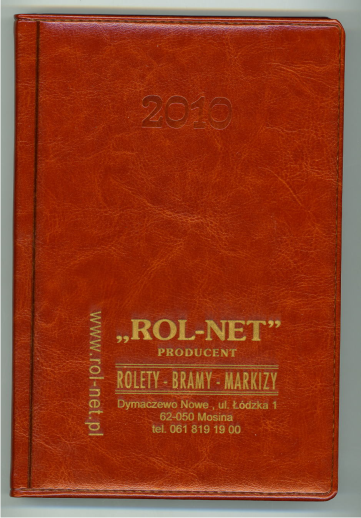 2010
www.rol-net.pl
„ROL-NET”
PRODUCENT
ROLETY - BRAMY - MARKIZY
Dymaczewo Nowe , ul. Łódzka 1
62-050 Mosina
tel. 061 819 19 00